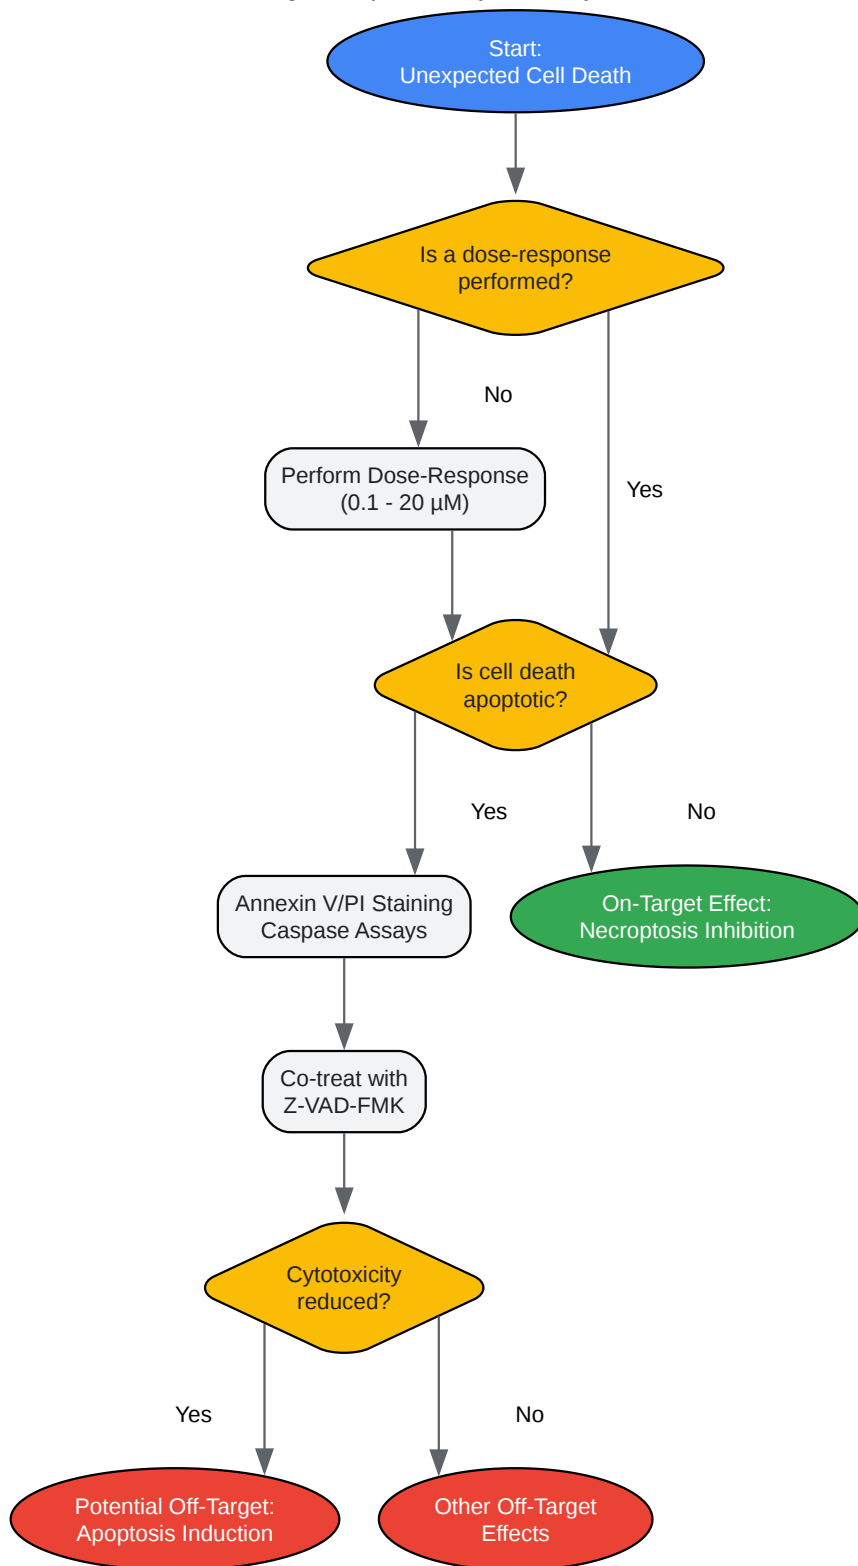 Start:
Unexpected Cell Death
Is a dose-response
performed?
No
Perform Dose-Response
(0.1 - 20 µM)
Yes
Is cell death
apoptotic?
Yes
No
Annexin V/PI Staining
Caspase Assays
On-Target Effect:
Necroptosis Inhibition
Co-treat with
Z-VAD-FMK
Cytotoxicity
reduced?
Yes
No
Potential Off-Target:
Apoptosis Induction
Other Off-Target
Effects